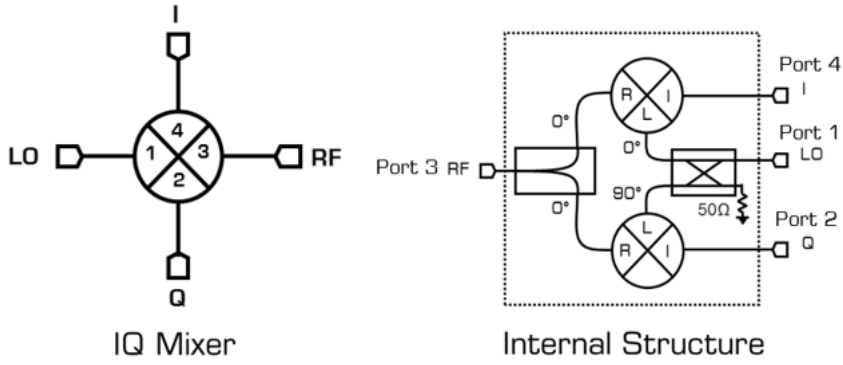 I
LO
4
1
3
2
RF
Q
IQ Mixer
Port 4
I
R
I
L
0°
0°
Port 1
LO
Port 3 RF
90°
50Ω
0°
Port 2
Q
L
R
I
Internal Structure